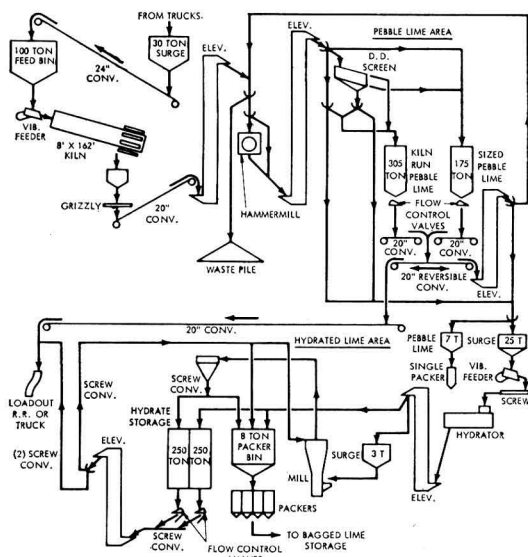 FROM TRUCKS
100 TON
FEED BIN
30 TON
SURGE
24" CONV.
VIB.
FEEDER
8' X 162'
KILN
GRIZZLY
20"
CONV.
ELEV.
HAMMERMILL
WASTE PILE
ELEV.
PEBBLE LIME AREA
D.D.
SCREEN
305
TON
KILN
RUN
PEBBLE
LIME
175
TON
SIZED
PEBBLE
LIME
FLOW
CONTROL
VALVES
20"
CONV.
20"
CONV.
20" REVERSIBLE
CONV.
ELEV.
20" CONV.
HYDRATED LIME AREA
PEBBLE
LIME
7 T
SURGE
25 T
SINGLE
PACKER
VIB.
FEEDER
SCREW
HYDRATOR
LOADOUT
R.R. OR
TRUCK
SCREW
CONV.
(2) SCREW
CONV.
ELEV.
SCREW
CONV.
HYDRATE
STORAGE
250
TON
250
TON
8 TON
PACKER
BIN
MILL
SURGE
3 T
ELEV.
PACKERS
SCREW
CONV.
FLOW CONTROL
TO BAGGED LIME
STORAGE